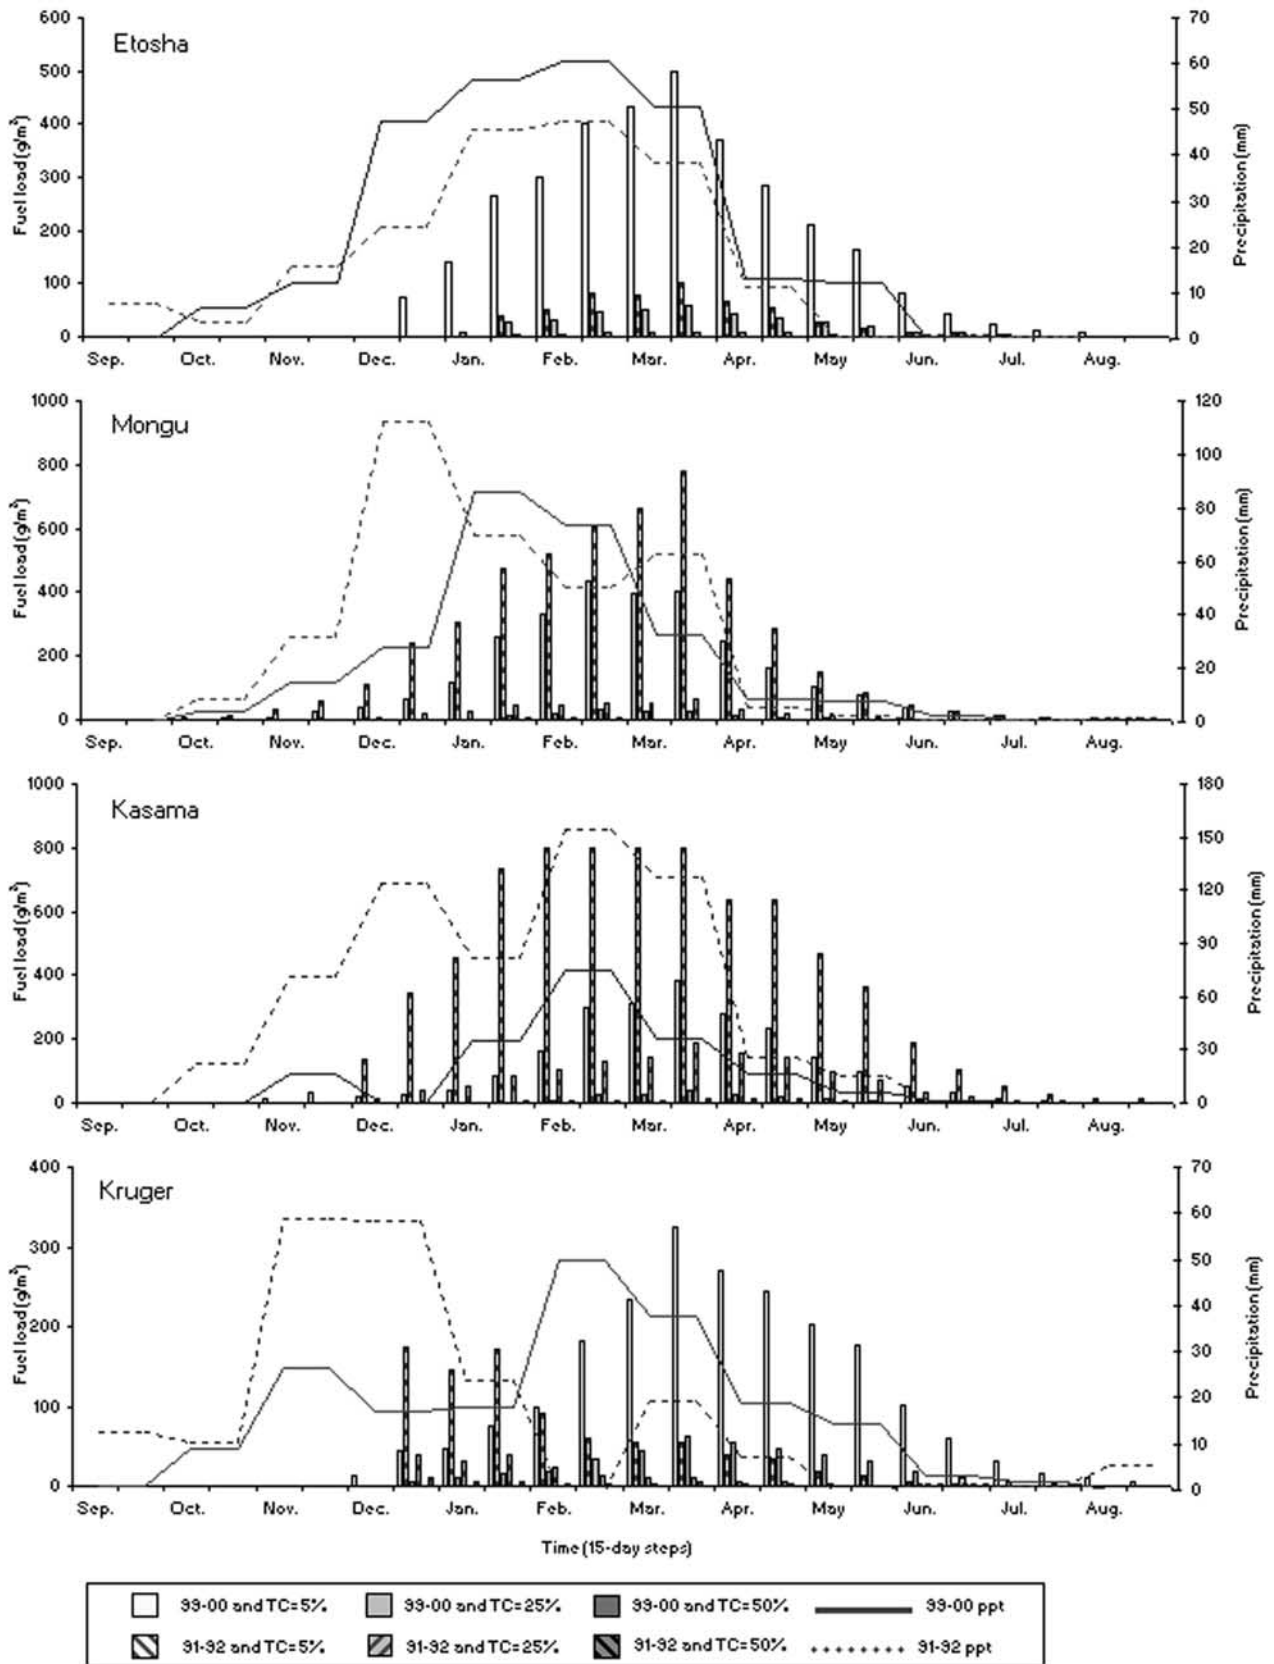 Etosha
Fuel load (g/m²)
600
500
400
300
200
100
0
Precipitation (mm)
70
60
50
40
30
20
10
0
Sep. Oct. Nov. Dec. Jan. Feb. Mar. Apr. May Jun. Jul. Aug.
Mongu
Fuel load (g/m²)
1000
800
600
400
200
0
Precipitation (mm)
120
100
80
60
40
20
0
Sep. Oct. Nov. Dec. Jan. Feb. Mar. Apr. May Jun. Jul. Aug.
Kasama
Fuel load (g/m²)
1000
800
600
400
200
0
Precipitation (mm)
180
150
120
90
60
30
0
Sep. Oct. Nov. Dec. Jan. Feb. Mar. Apr. May Jun. Jul. Aug.
Kruger
Fuel load (g/m²)
400
300
200
100
0
Precipitation (mm)
70
60
50
40
30
20
10
0
Sep. Oct. Nov. Dec. Jan. Feb. Mar. Apr. May Jun. Jul. Aug.
Time (15-day steps)
99-00 and TC=5% 99-00 and TC=25% 99-00 and TC=50% 99-00 ppt
91-92 and TC=5% 91-92 and TC=25% 91-92 and TC=50% 91-92 ppt